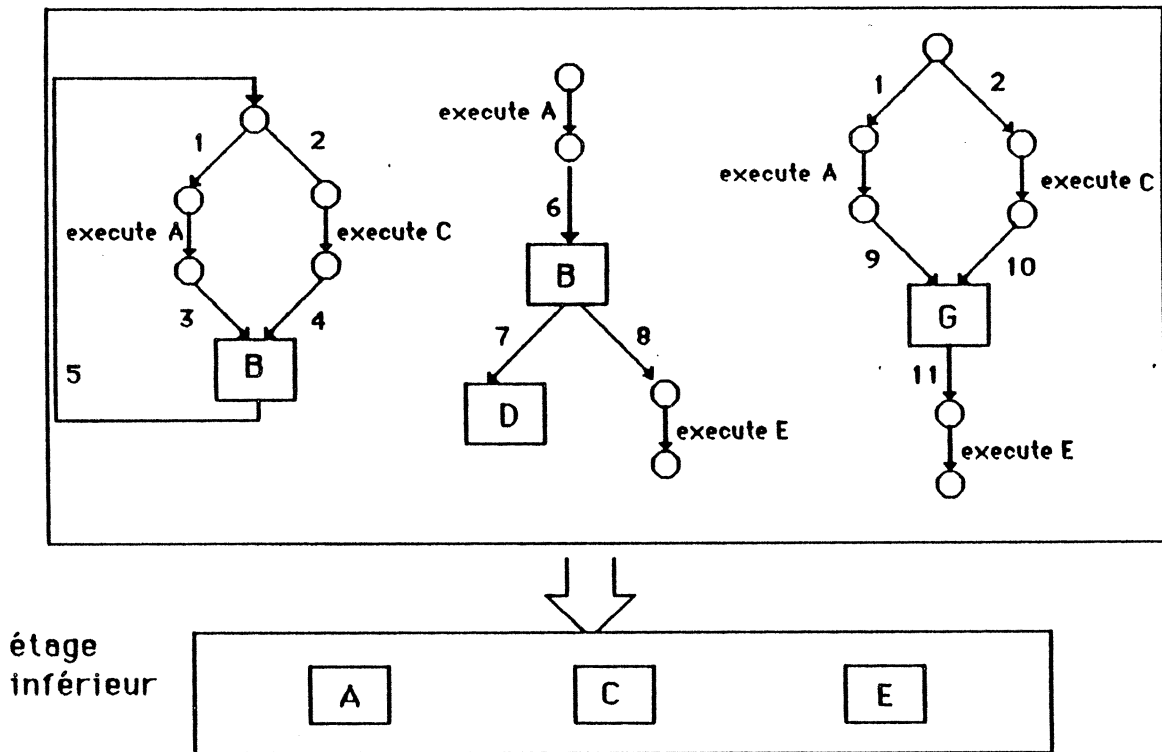 1
2
execute A
execute C
3
4
B
5
execute A
6
B
7
8
D
execute E
1
2
execute A
execute C
9
10
G
11
execute E
étage
inférieur
A
C
E